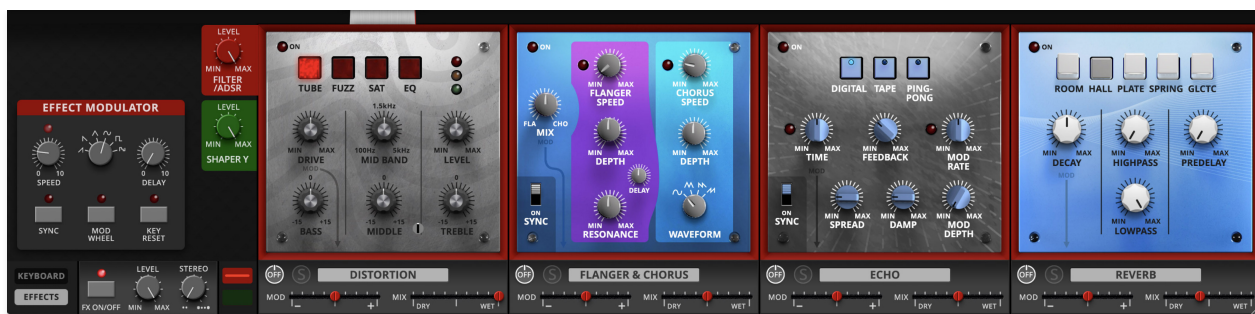 LEVEL
MIN MAX
FILTER
/ADSR
LEVEL
MIN MAX
SHAPER Y
EFFECT MODULATOR
0 10
SPEED
0 10
DELAY
SYNC
MOD
WHEEL
KEY
RESET
KEYBOARD
EFFECTS
FX ON/OFF
LEVEL
MIN MAX
STEREO
ON
TUBE FUZZ SAT EQ
1.5kHz
MIN MAX
DRIVE
MOD
100Hz 5kHz
MID BAND
MIN MAX
LEVEL
0
-15 +15
BASS
0
MIDDLE
0
-15 +15
TREBLE
OFF S DISTORTION
MOD - + MIX DRY WET
ON
MIN MAX
FLANGER
SPEED
MIN MAX
CHORUS
SPEED
FLA CHO
MIX
MOD
MIN MAX
DEPTH
MIN MAX
DEPTH
DELAY
ON
SYNC
MIN MAX
RESONANCE
WAVEFORM
OFF S FLANGER & CHORUS
MOD - + MIX DRY WET
ON
DIGITAL TAPE PING-
PONG
MIN MAX
TIME
MOD
MIN MAX
FEEDBACK
MIN MAX
MOD
RATE
ON
SYNC
MIN MAX
SPREAD
MIN MAX
DAMP
MIN MAX
MOD
DEPTH
OFF S ECHO
MOD - + MIX DRY WET
ON
ROOM HALL PLATE SPRING GLCTC
MIN MAX
DECAY
MOD
MIN MAX
HIGHPASS
MIN MAX
PREDELAY
MIN MAX
LOWPASS
OFF S REVERB
MOD - + MIX DRY WET